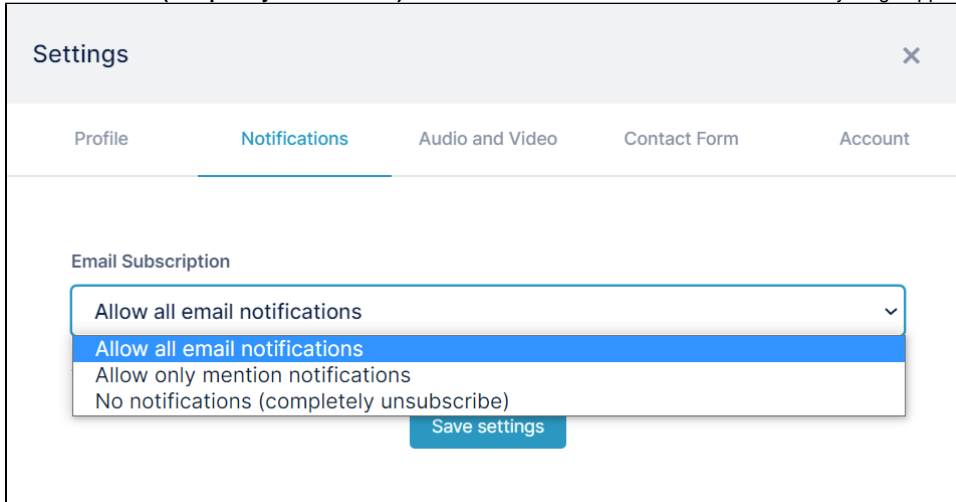 Settings ×
Profile Notifications Audio and Video Contact Form Account
Email Subscription
Allow all email notifications
Allow all email notifications
Allow only mention notifications
No notifications (completely unsubscribe)
Save settings